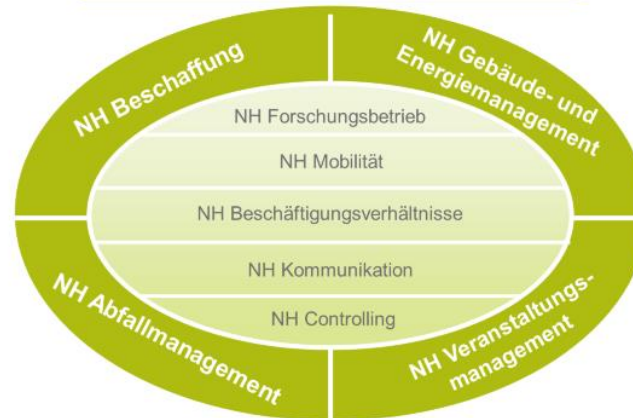 NH Beschaffung
NH Gebäude- und
Energiemanagement
NH Forschungsbetrieb
NH Mobilität
NH Beschäftigungsverhältnisse
NH Kommunikation
NH Controlling
NH Abfallmanagement
NH Veranstaltungs-
management